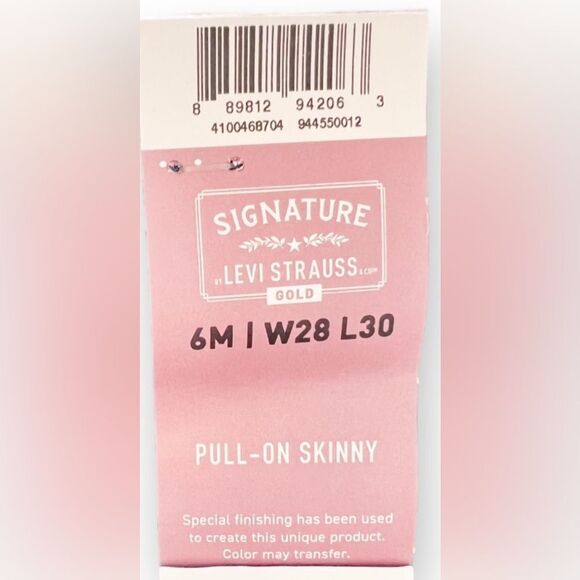 8 89812 94206 3
4100468704 944550012
SIGNATURE
BY LEVI STRAUSS & CO™
GOLD
6M | W28 L30
PULL-ON SKINNY
Special finishing has been used
to create this unique product.
Color may transfer.